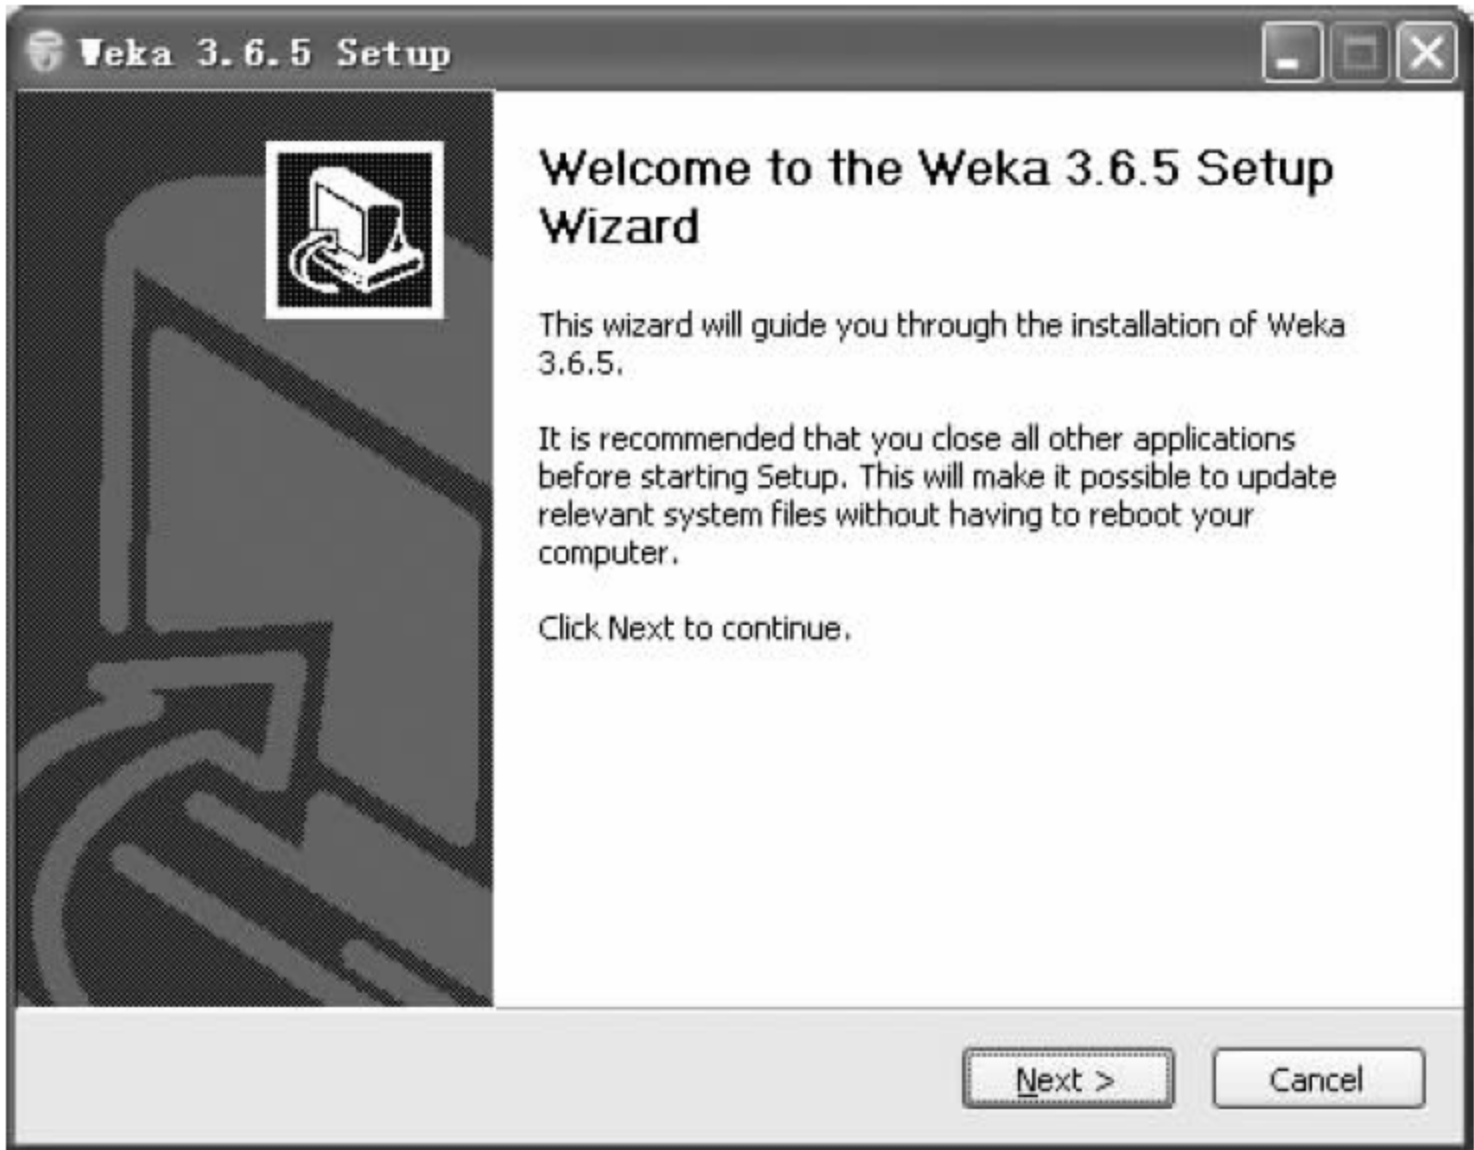 Weka 3.6.5 Setup
Welcome to the Weka 3.6.5 Setup
Wizard
This wizard will guide you through the installation of Weka
3.6.5.
It is recommended that you close all other applications
before starting Setup. This will make it possible to update
relevant system files without having to reboot your
computer.
Click Next to continue.
Next >
Cancel